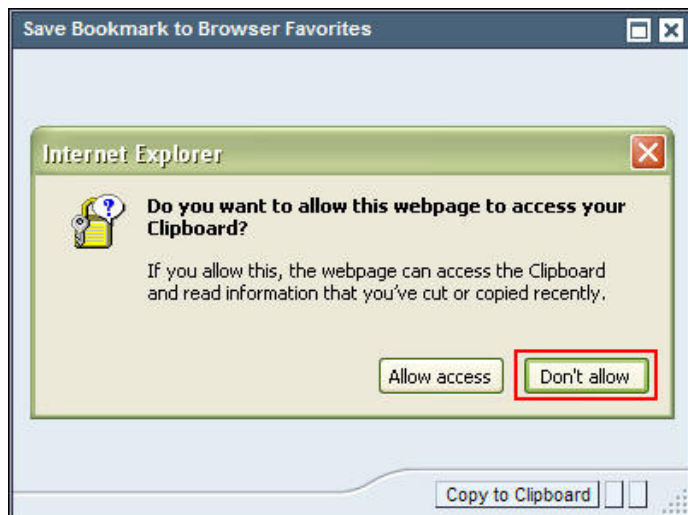 Save Bookmark to Browser Favorites
Internet Explorer
Do you want to allow this webpage to access your
Clipboard?
If you allow this, the webpage can access the Clipboard
and read information that you've cut or copied recently.
Allow access
Don't allow
Copy to Clipboard